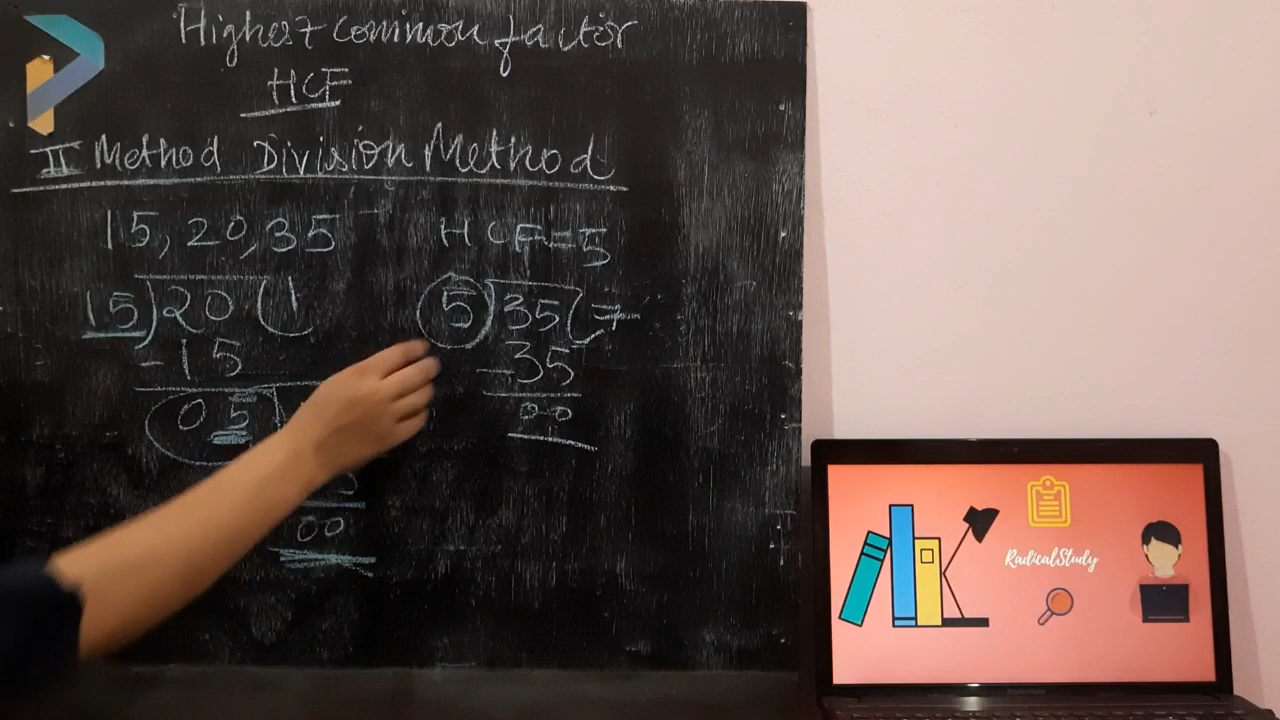 Highest common factor
HCF
II Method Division Method
15, 20, 35
HCF=5
15)20(1
-15
05
00
5)35(7
-35
00
RadicalStudy